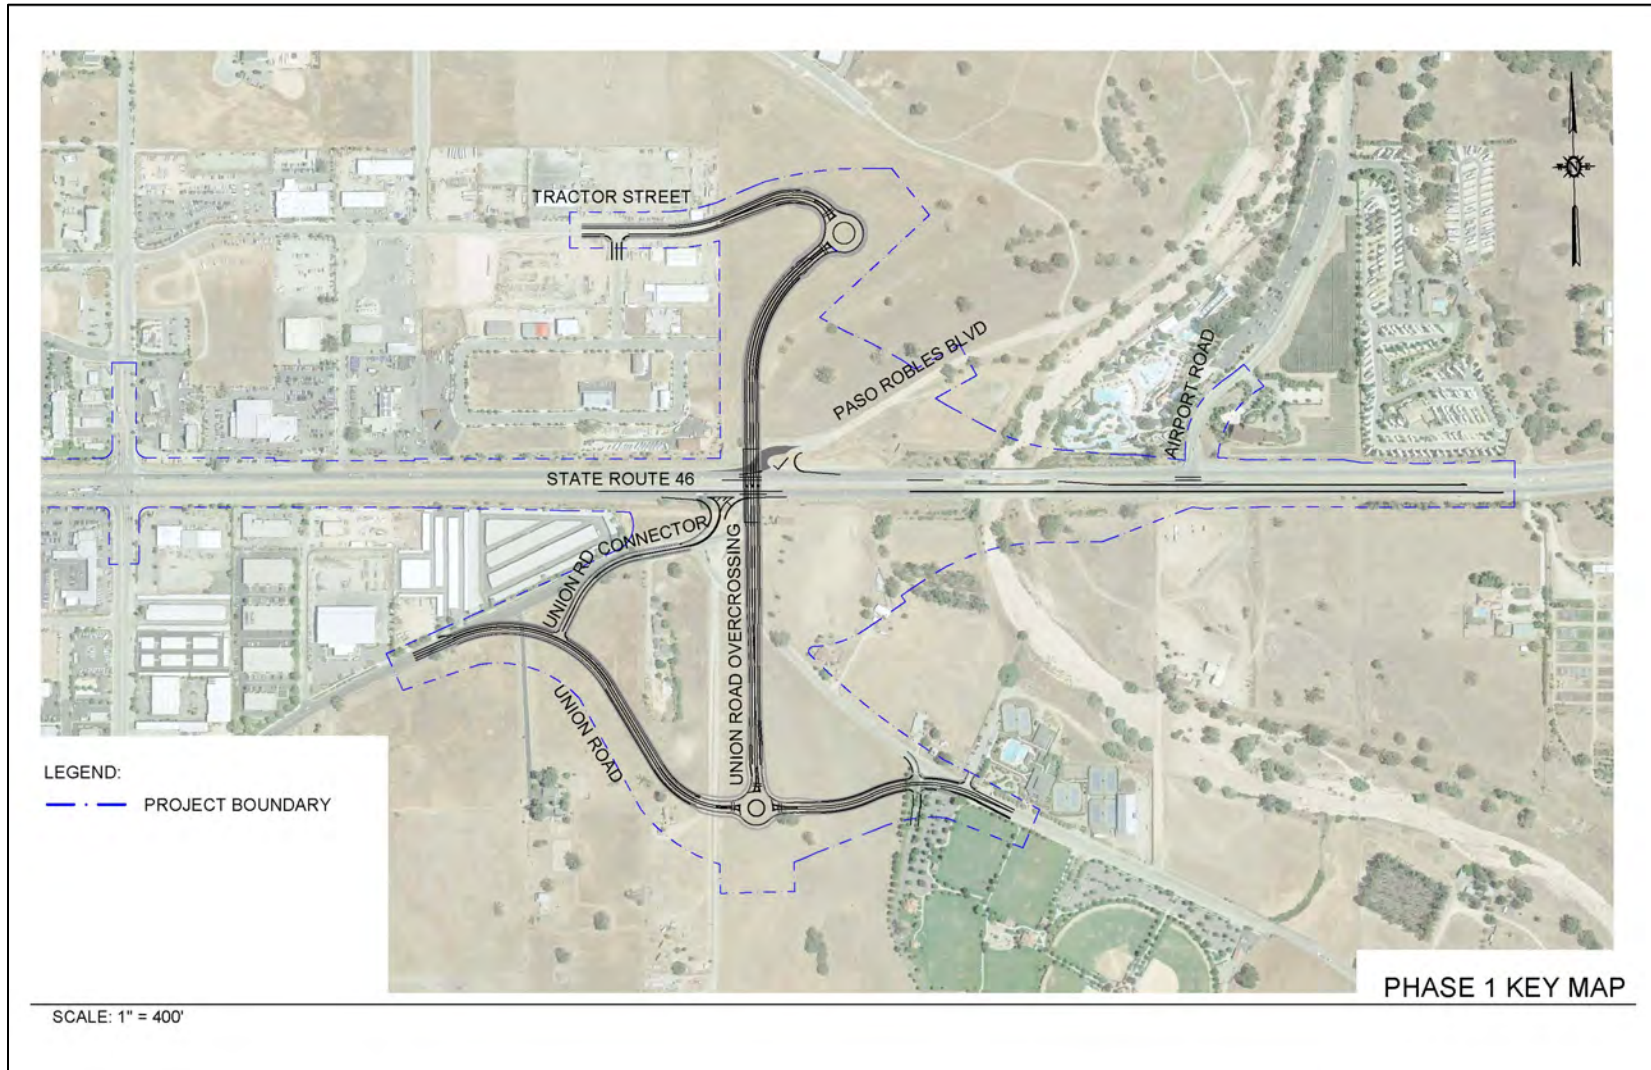 TRACTOR STREET
PASO ROBLES BLVD
AIRPORT ROAD
STATE ROUTE 46
UNION RD CONNECTOR
UNION ROAD OVERCROSSING
UNION ROAD
LEGEND:
PROJECT BOUNDARY
PHASE 1 KEY MAP
SCALE: 1" = 400'